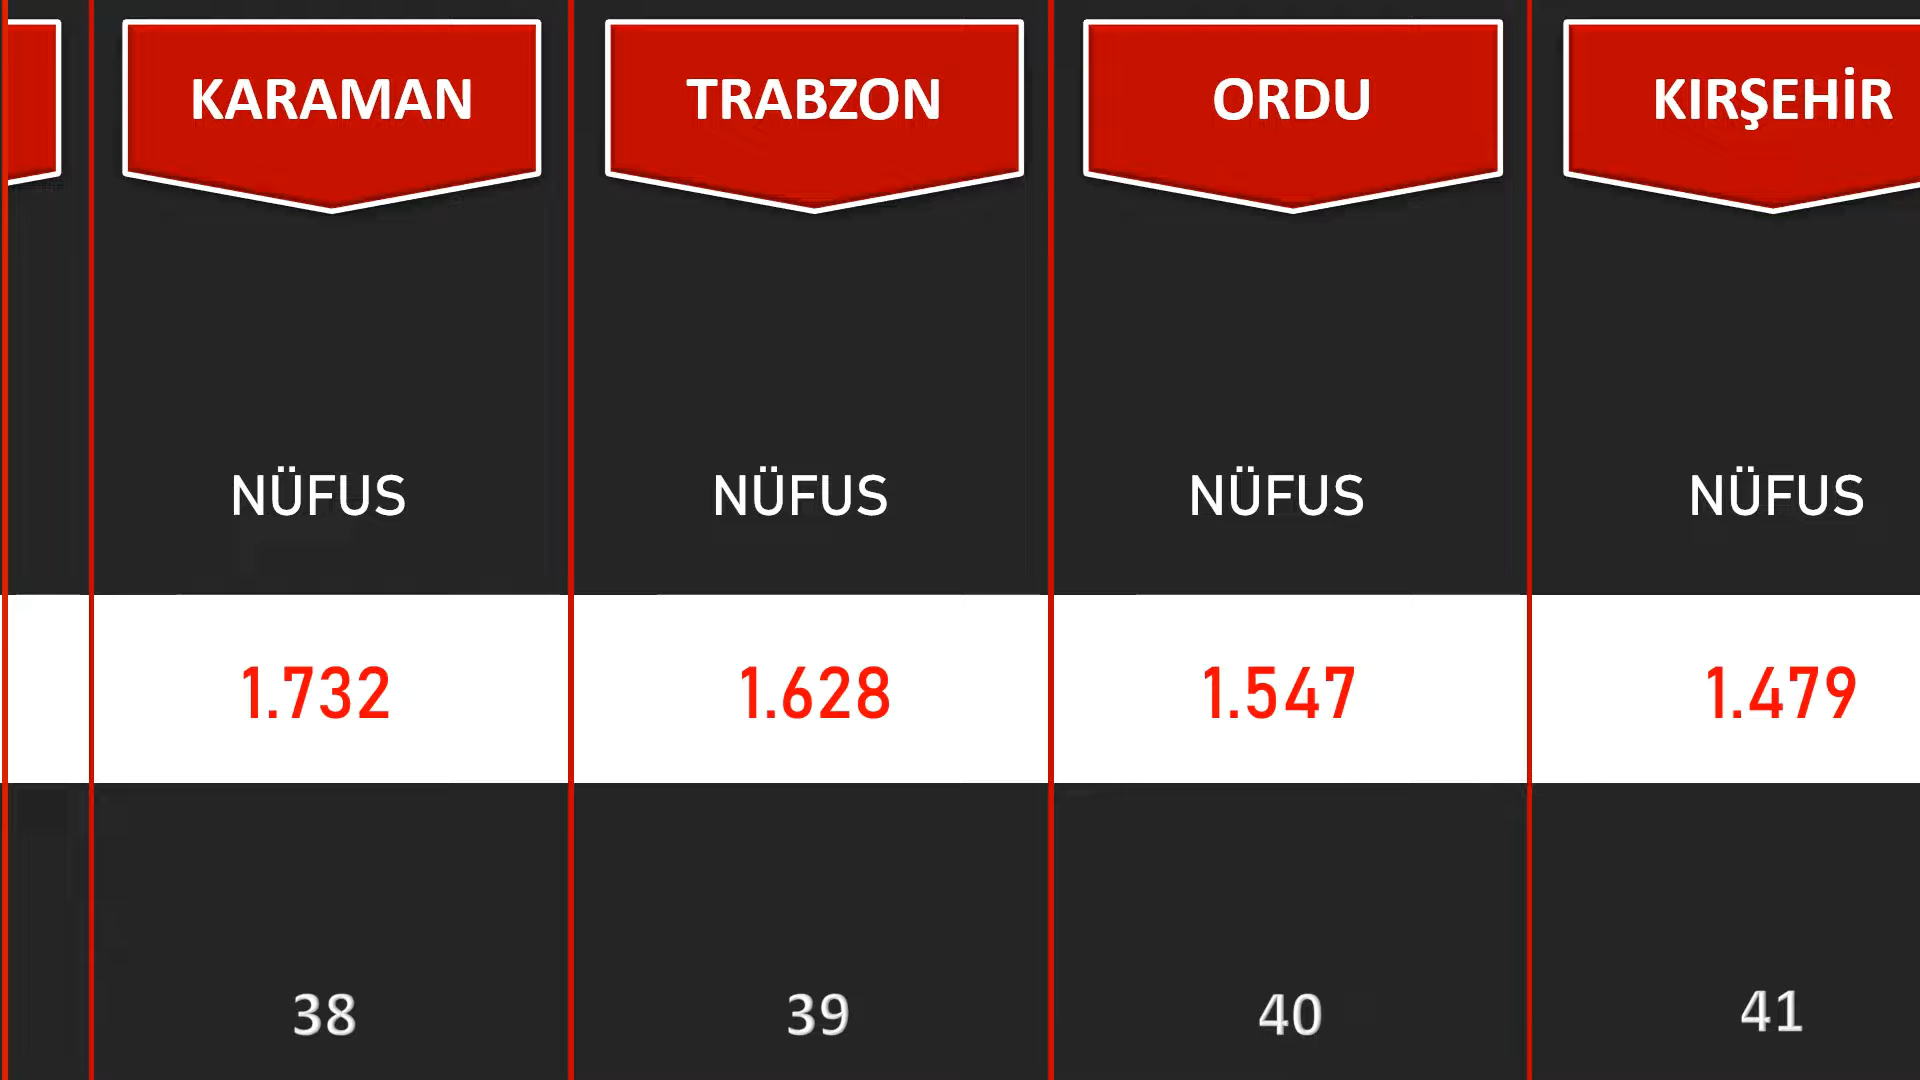 KARAMAN
NÜFUS
1.732
38
TRABZON
NÜFUS
1.628
39
ORDU
NÜFUS
1.547
40
KIRŞEHİR
NÜFUS
1.479
41